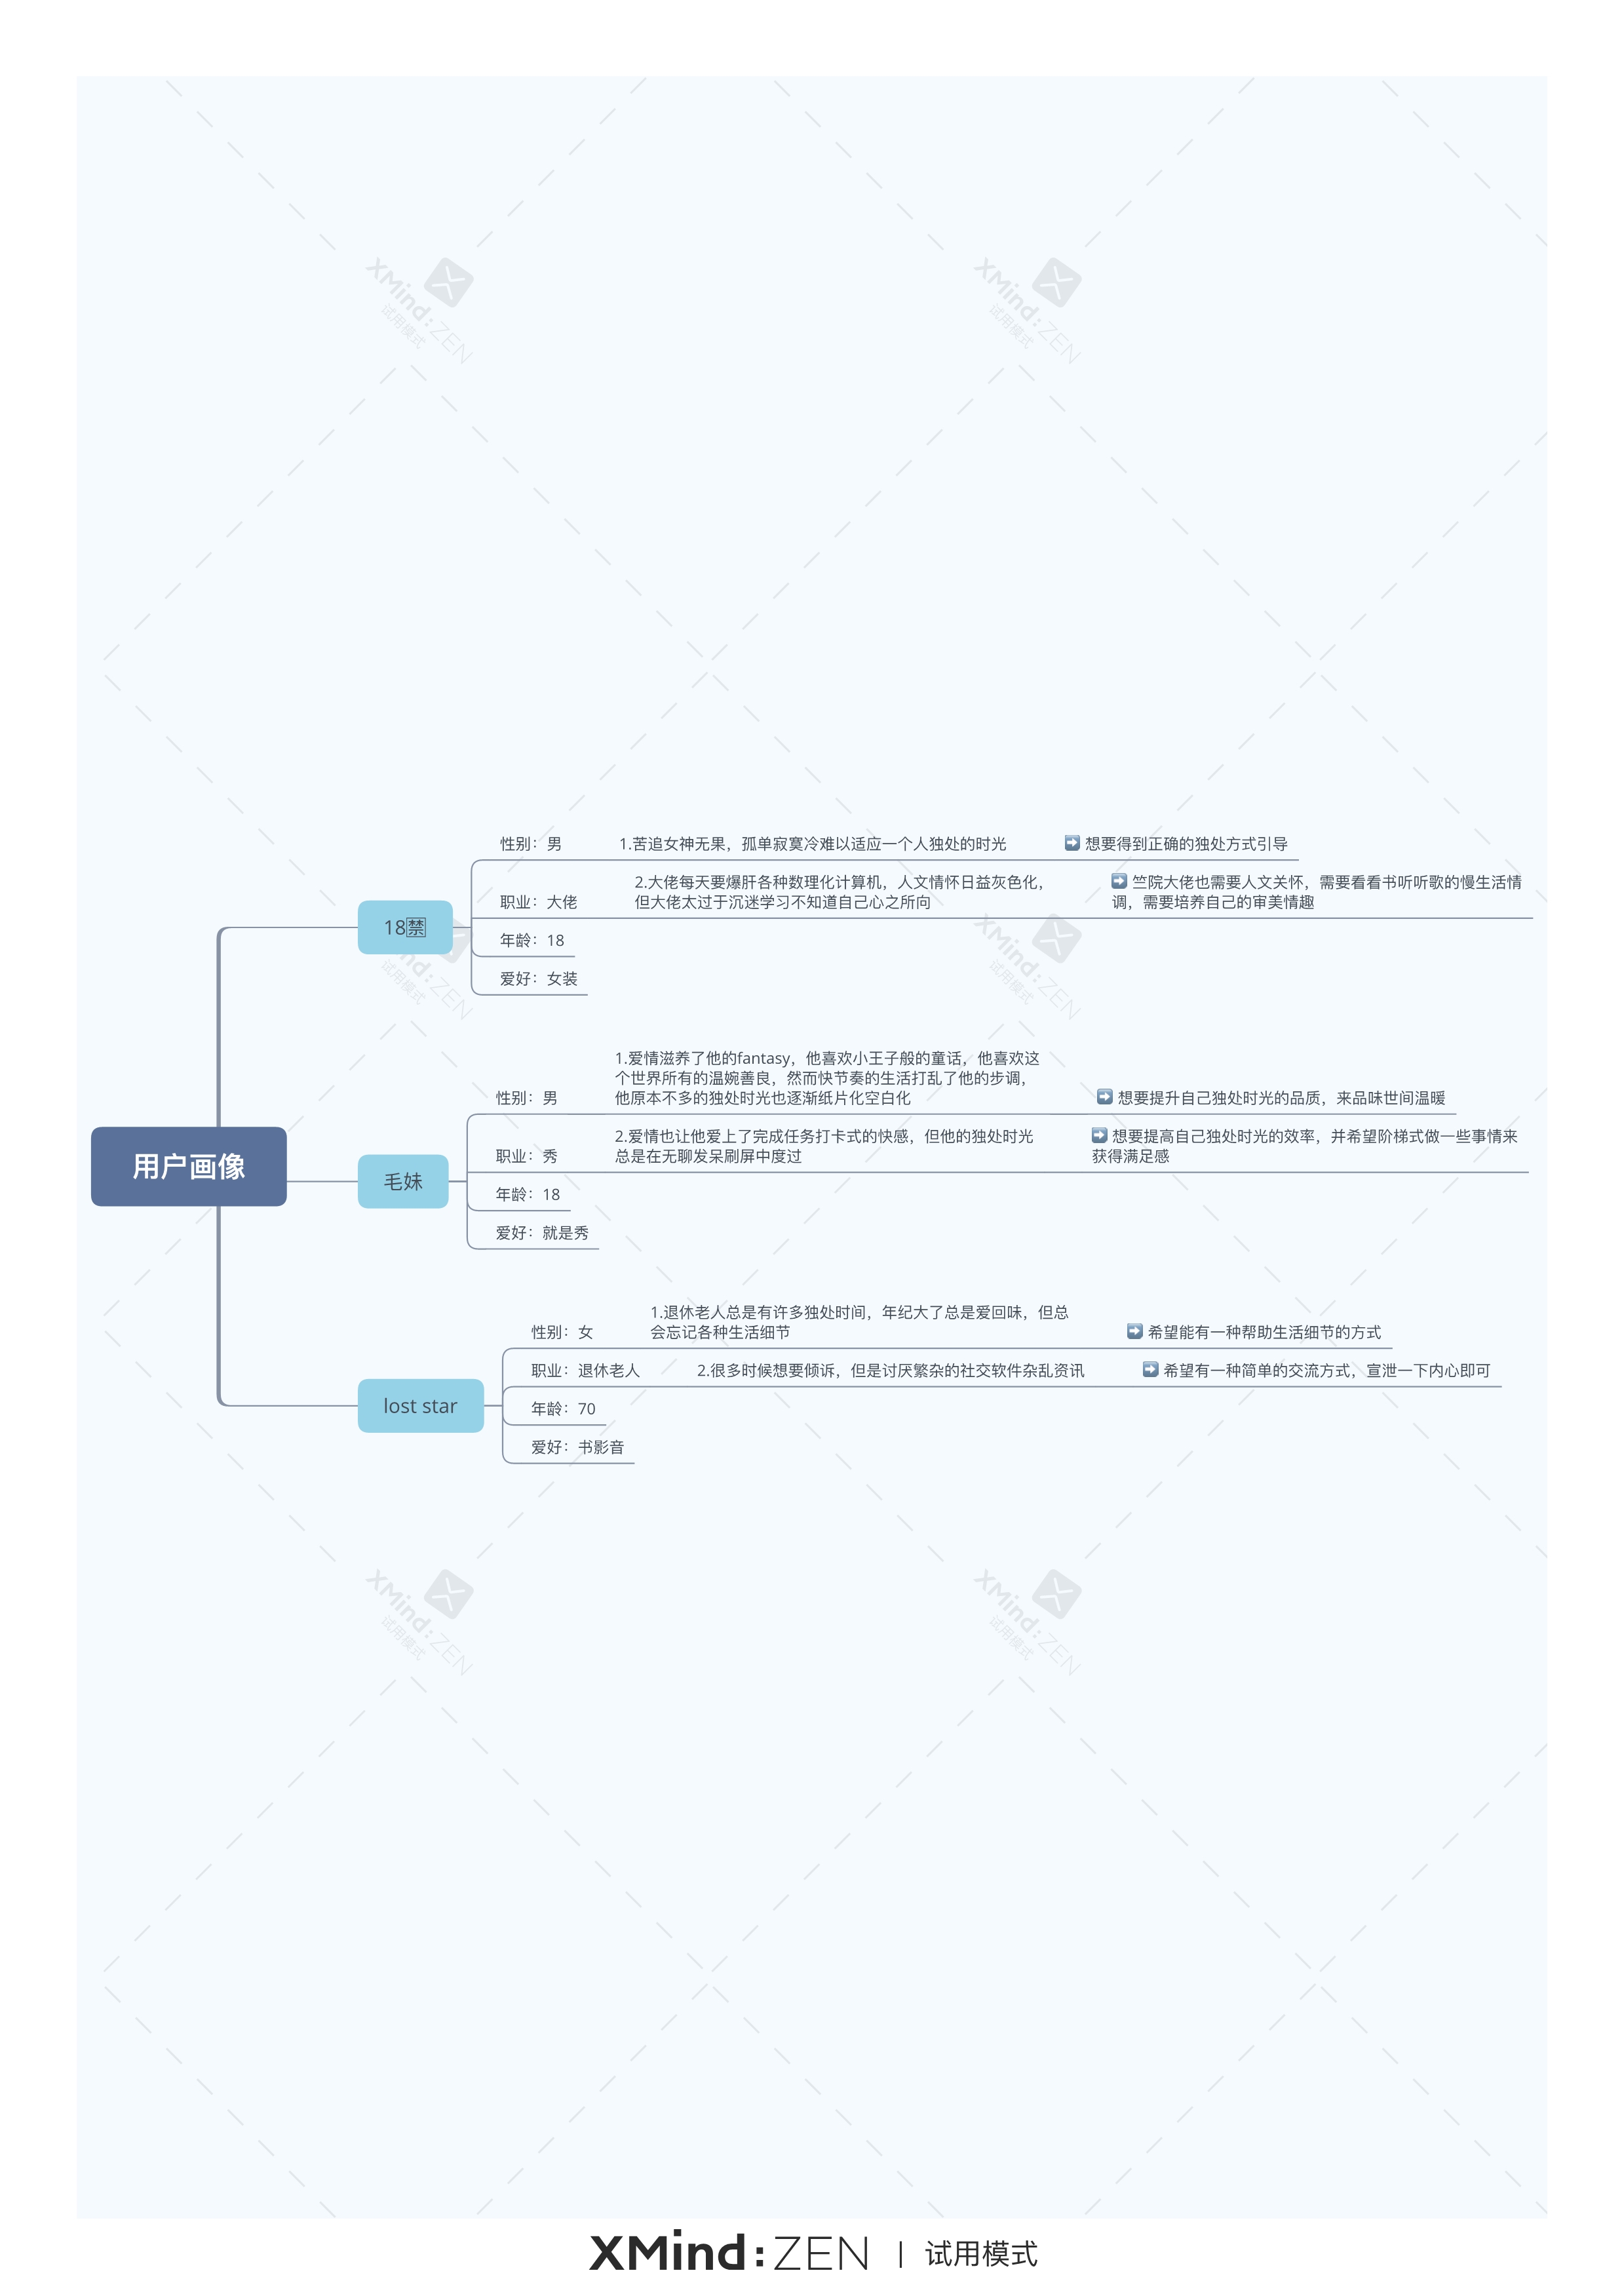 XMind:ZEN
试用模式
XMind:ZEN
试用模式
性别：男
1.苦追女神无果，孤单寂寞冷难以适应一个人独处的时光
➡️ 想要得到正确的独处方式引导
职业：大佬
2.大佬每天要爆肝各种数理化计算机，人文情怀日益灰色化，
但大佬太过于沉迷学习不知道自己心之所向
➡️ 竺院大佬也需要人文关怀，需要看看书听听歌的慢生活情
调，需要培养自己的审美情趣
18🈲
年龄：18
爱好：女装
Mind:ZEN
试用模式
XMind:ZEN
试用模式
性别：男
1.爱情滋养了他的fantasy，他喜欢小王子般的童话，他喜欢这
个世界所有的温婉善良，然而快节奏的生活打乱了他的步调，
他原本不多的独处时光也逐渐纸片化空白化
➡️ 想要提升自己独处时光的品质，来品味世间温暖
职业：秀
2.爱情也让他爱上了完成任务打卡式的快感，但他的独处时光
总是在无聊发呆刷屏中度过
➡️ 想要提高自己独处时光的效率，并希望阶梯式做一些事情来
获得满足感
用户画像
毛妹
年龄：18
爱好：就是秀
性别：女
1.退休老人总是有许多独处时间，年纪大了总是爱回味，但总
会忘记各种生活细节
➡️ 希望能有一种帮助生活细节的方式
职业：退休老人
2.很多时候想要倾诉，但是讨厌繁杂的社交软件杂乱资讯
➡️ 希望有一种简单的交流方式，宣泄一下内心即可
lost star
年龄：70
爱好：书影音
XMind:ZEN
试用模式
XMind:ZEN
试用模式
XMind:ZEN | 试用模式